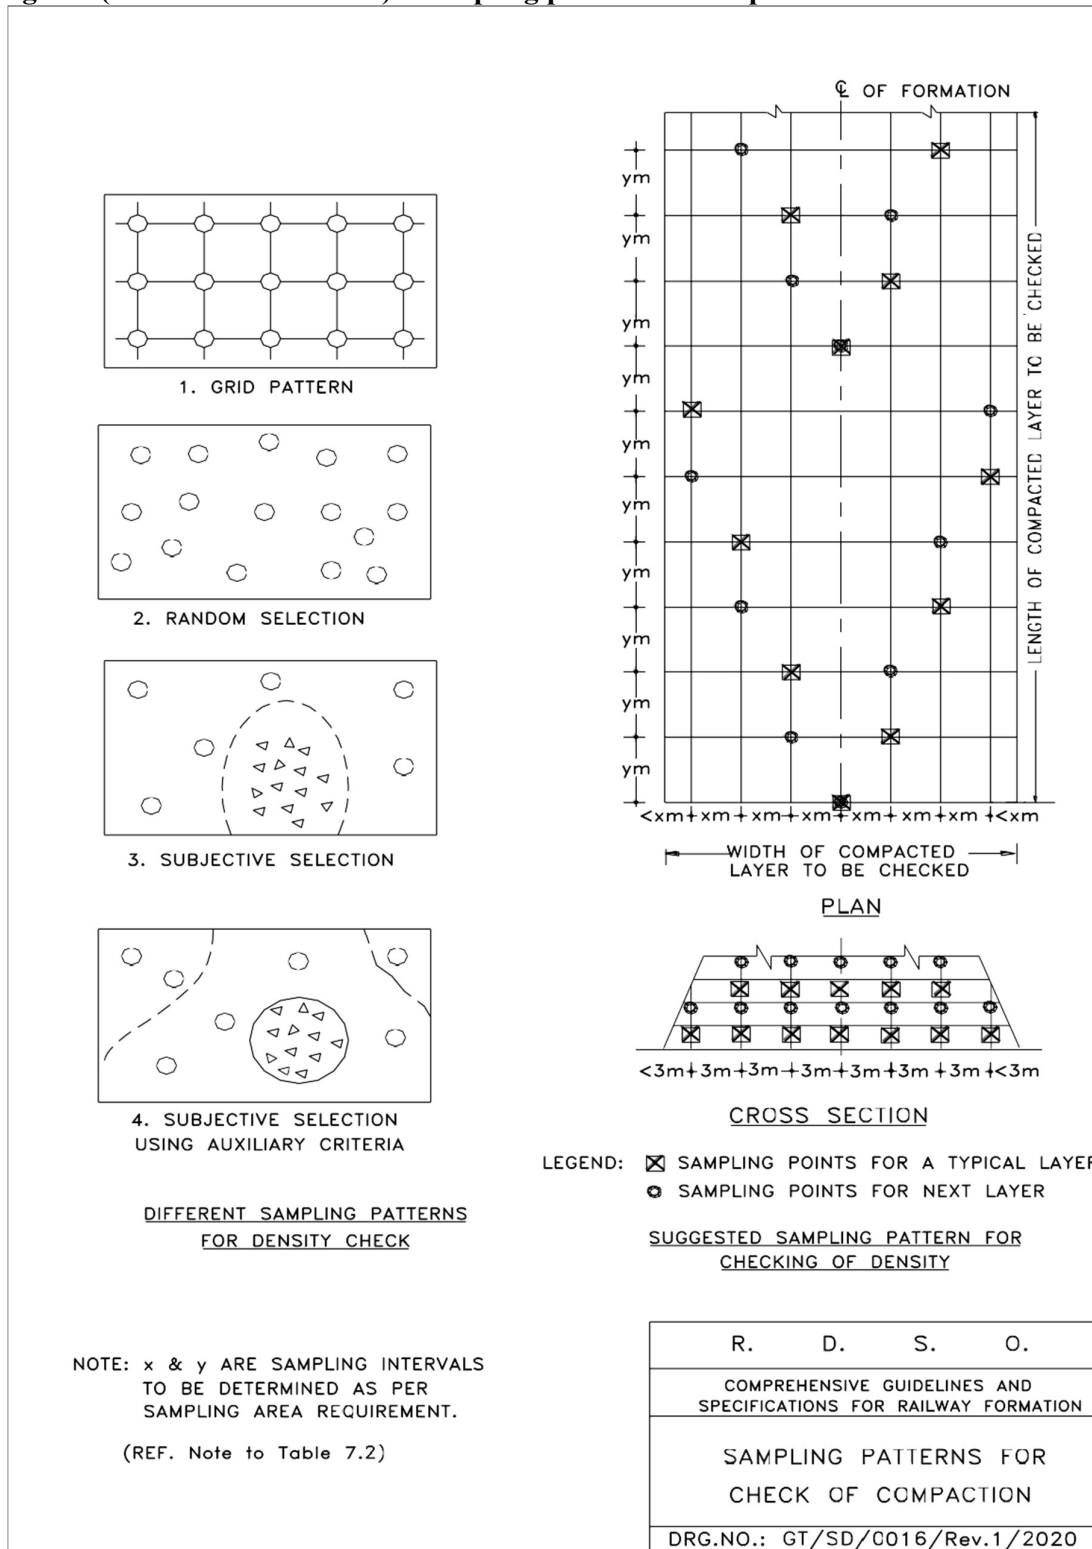 ℄ OF FORMATION
ym
ym
ym
ym
ym
ym
ym
ym
ym
ym
LENGTH OF COMPACTED LAYER TO BE CHECKED
<xm xm xm xm xm xm xm <xm
WIDTH OF COMPACTED
LAYER TO BE CHECKED
PLAN
<3m 3m 3m 3m 3m 3m 3m <3m
CROSS SECTION
LEGEND: SAMPLING POINTS FOR A TYPICAL LAYER
SAMPLING POINTS FOR NEXT LAYER
SUGGESTED SAMPLING PATTERN FOR
CHECKING OF DENSITY
1. GRID PATTERN
2. RANDOM SELECTION
3. SUBJECTIVE SELECTION
4. SUBJECTIVE SELECTION
USING AUXILIARY CRITERIA
DIFFERENT SAMPLING PATTERNS
FOR DENSITY CHECK
NOTE: x & y ARE SAMPLING INTERVALS
TO BE DETERMINED AS PER
SAMPLING AREA REQUIREMENT.
(REF. Note to Table 7.2)
R. D. S. O.
COMPREHENSIVE GUIDELINES AND
SPECIFICATIONS FOR RAILWAY FORMATION
SAMPLING PATTERNS FOR
CHECK OF COMPACTION
DRG.NO.: GT/SD/0016/Rev.1/2020